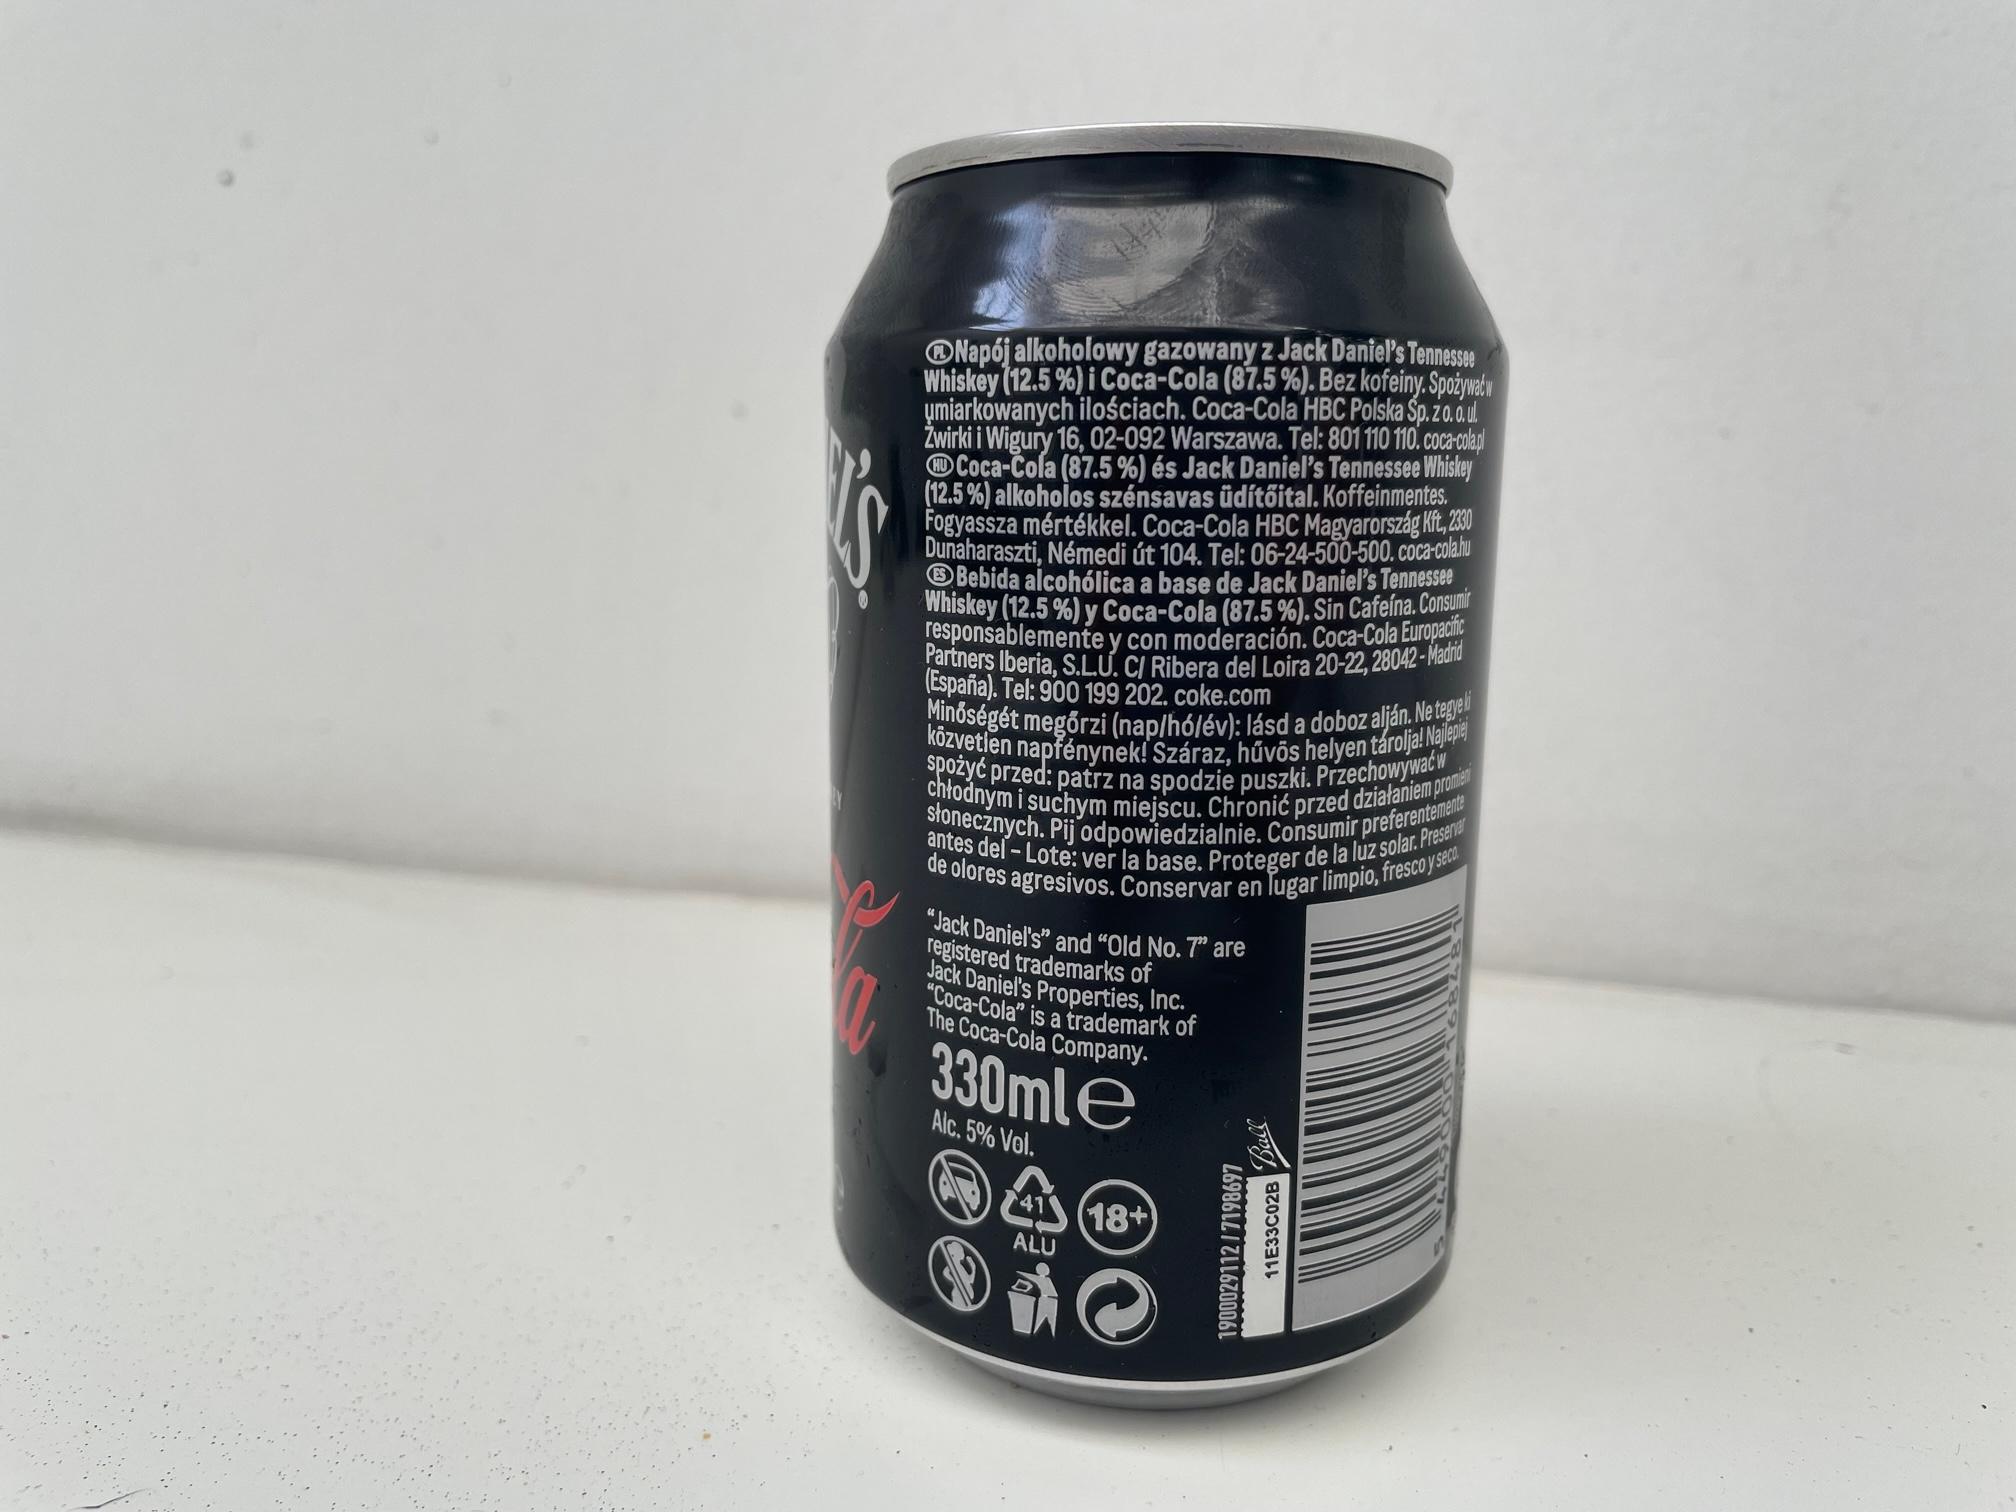 EL'S
EY
la
PL Napój alkoholowy gazowany z Jack Daniel's Tennessee
Whiskey (12.5 %) i Coca-Cola (87.5 %). Bez kofeiny. Spożywać w
umiarkowanych ilościach. Coca-Cola HBC Polska Sp. z o. o. ul.
Żwirki i Wigury 16, 02-092 Warszawa. Tel: 801 110 110. coca-cola.pl
HU Coca-Cola (87.5 %) és Jack Daniel's Tennessee Whiskey
(12.5 %) alkoholos szénsavas üdítőital. Koffeinmentes.
Fogyassza mértékkel. Coca-Cola HBC Magyarország Kft., 2330
Dunaharaszti, Némedi út 104. Tel: 06-24-500-500. coca-cola.hu
ES Bebida alcohólica a base de Jack Daniel's Tennessee
Whiskey (12.5 %) y Coca-Cola (87.5 %). Sin Cafeína. Consumir
responsablemente y con moderación. Coca-Cola Europacific
Partners Iberia, S.L.U. C/ Ribera del Loira 20-22, 28042 - Madrid
(España). Tel: 900 199 202. coke.com
Minőségét megőrzi (nap/hó/év): lásd a doboz alján. Ne tegye ki
közvetlen napfénynek! Száraz, hűvös helyen tárolja! Najlepiej
spożyć przed: patrz na spodzie puszki. Przechowywać w
chłodnym i suchym miejscu. Chronić przed działaniem promieni
słonecznych. Pij odpowiedzialnie. Consumir preferentemente
antes del - Lote: ver la base. Proteger de la luz solar. Preservar
de olores agresivos. Conservar en lugar limpio, fresco y seco.
"Jack Daniel's" and "Old No. 7" are
registered trademarks of
Jack Daniel's Properties, Inc.
"Coca-Cola" is a trademark of
The Coca-Cola Company.
330ml e
Alc. 5% Vol.
41
ALU
18+
Ball
1900029112 / 7198697
11E33C02B
5 449000 168481